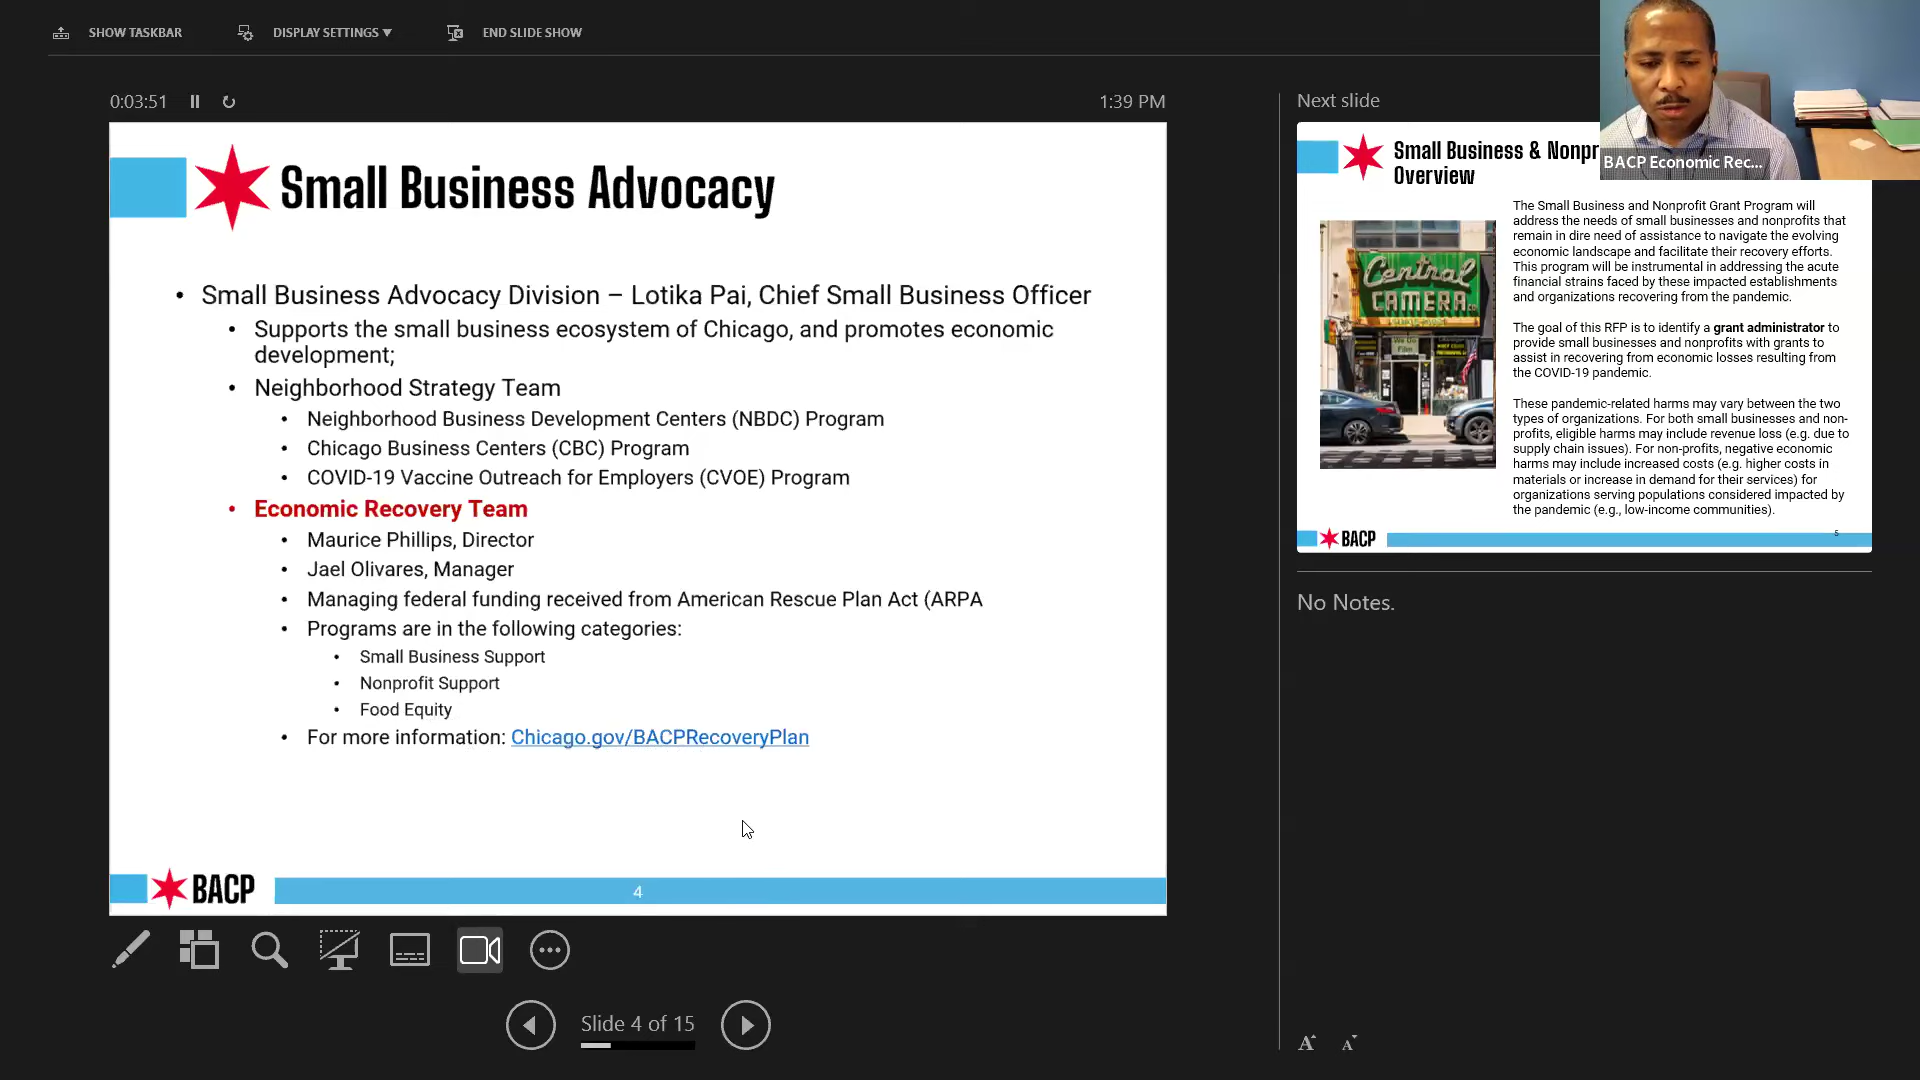 SHOW TASKBAR
DISPLAY SETTINGS ▼
END SLIDE SHOW
0:03:51
1:39 PM
Small Business Advocacy
• Small Business Advocacy Division – Lotika Pai, Chief Small Business Officer
• Supports the small business ecosystem of Chicago, and promotes economic
development;
• Neighborhood Strategy Team
• Neighborhood Business Development Centers (NBDC) Program
• Chicago Business Centers (CBC) Program
• COVID-19 Vaccine Outreach for Employers (CVOE) Program
• Economic Recovery Team
• Maurice Phillips, Director
• Jael Olivares, Manager
• Managing federal funding received from American Rescue Plan Act (ARPA
• Programs are in the following categories:
• Small Business Support
• Nonprofit Support
• Food Equity
• For more information: Chicago.gov/BACPRecoveryPlan
BACP
4
Slide 4 of 15
Next slide
BACP Economic Rec...
Small Business & Nonpr
Overview
Central
CAMERA
We Do
Film
The Small Business and Nonprofit Grant Program will
address the needs of small businesses and nonprofits that
remain in dire need of assistance to navigate the evolving
economic landscape and facilitate their recovery efforts.
This program will be instrumental in addressing the acute
financial strains faced by these impacted establishments
and organizations recovering from the pandemic.
The goal of this RFP is to identify a grant administrator to
provide small businesses and nonprofits with grants to
assist in recovering from economic losses resulting from
the COVID-19 pandemic.
These pandemic-related harms may vary between the two
types of organizations. For both small businesses and non-
profits, eligible harms may include revenue loss (e.g. due to
supply chain issues). For non-profits, negative economic
harms may include increased costs (e.g. higher costs in
materials or increase in demand for their services) for
organizations serving populations considered impacted by
the pandemic (e.g., low-income communities).
BACP
5
No Notes.
A A